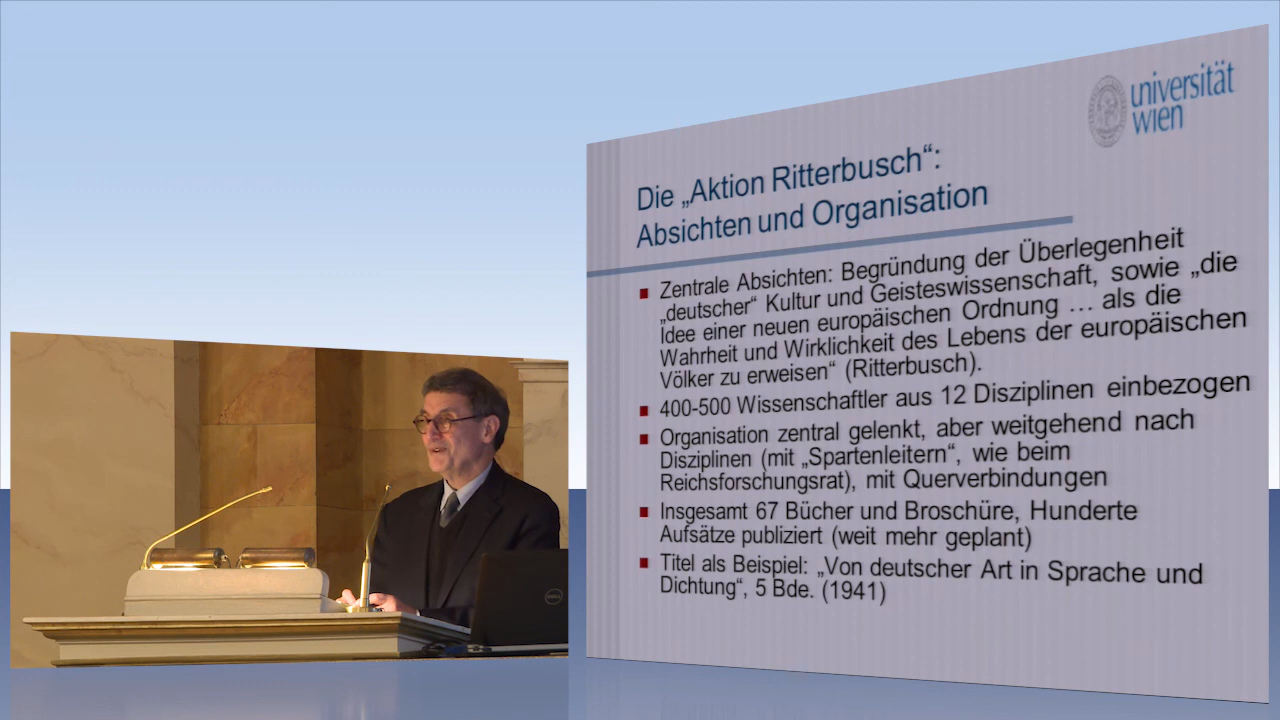 universität
wien
Die „Aktion Ritterbusch“:
Absichten und Organisation
Zentrale Absichten: Begründung der Überlegenheit
„deutscher“ Kultur und Geisteswissenschaft, sowie „die
Idee einer neuen europäischen Ordnung … als die
Wahrheit und Wirklichkeit des Lebens der europäischen
Völker zu erweisen“ (Ritterbusch).
400-500 Wissenschaftler aus 12 Disziplinen einbezogen
Organisation zentral gelenkt, aber weitgehend nach
Disziplinen (mit „Spartenleitern“, wie beim
Reichsforschungsrat), mit Querverbindungen
Insgesamt 67 Bücher und Broschüre, Hunderte
Aufsätze publiziert (weit mehr geplant)
Titel als Beispiel: „Von deutscher Art in Sprache und
Dichtung“, 5 Bde. (1941)
DELL